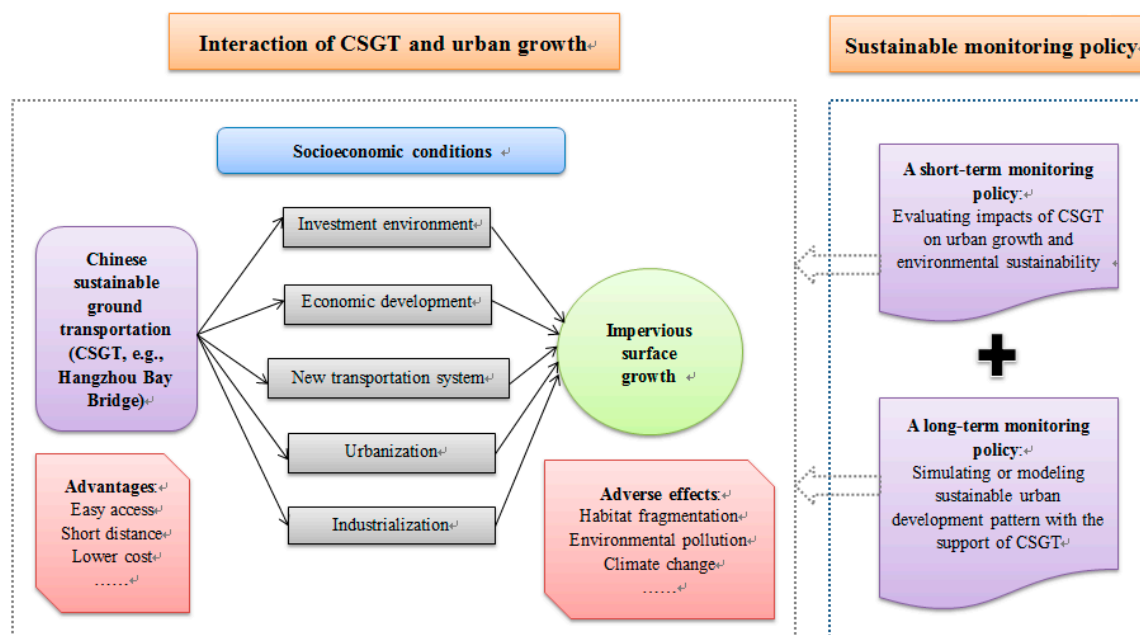 Interaction of CSGT and urban growth
Sustainable monitoring policy
Socioeconomic conditions
Chinese
sustainable
ground
transportation
(CSGT, e.g.,
Hangzhou Bay
Bridge)
Advantages:
Easy access
Short distance
Lower cost
……
Investment environment
Economic development
New transportation system
Urbanization
Industrialization
Impervious
surface
growth
Adverse effects:
Habitat fragmentation
Environmental pollution
Climate change
……
A short-term monitoring
policy:
Evaluating impacts of CSGT
on urban growth and
environmental sustainability
+
A long-term monitoring
policy:
Simulating or modeling
sustainable urban
development pattern with the
support of CSGT